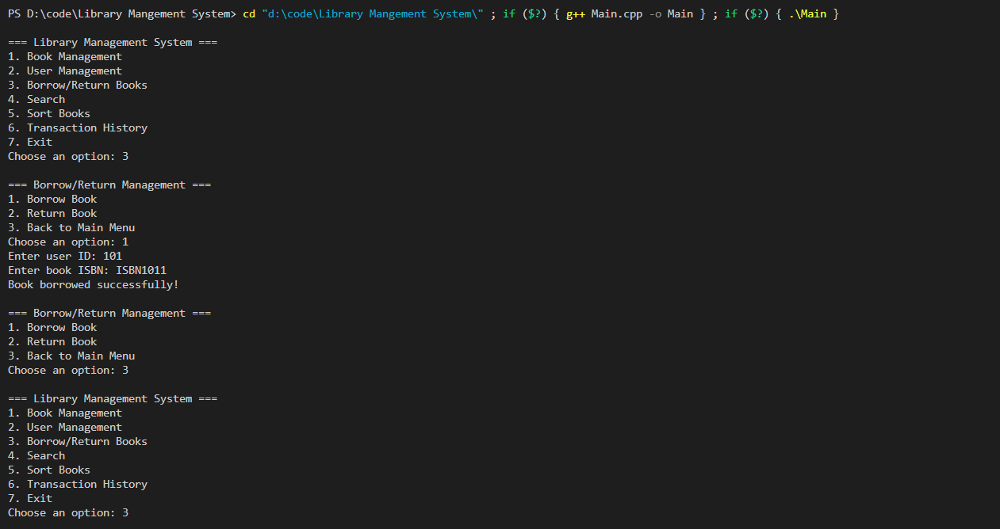 PS D:\code\Library Mangement System> cd "d:\code\Library Mangement System\" ; if ($?) { g++ Main.cpp -o Main } ; if ($?) { .\Main }
=== Library Management System ===
1. Book Management
2. User Management
3. Borrow/Return Books
4. Search
5. Sort Books
6. Transaction History
7. Exit
Choose an option: 3
=== Borrow/Return Management ===
1. Borrow Book
2. Return Book
3. Back to Main Menu
Choose an option: 1
Enter user ID: 101
Enter book ISBN: ISBN1011
Book borrowed successfully!
=== Borrow/Return Management ===
1. Borrow Book
2. Return Book
3. Back to Main Menu
Choose an option: 3
=== Library Management System ===
1. Book Management
2. User Management
3. Borrow/Return Books
4. Search
5. Sort Books
6. Transaction History
7. Exit
Choose an option: 3